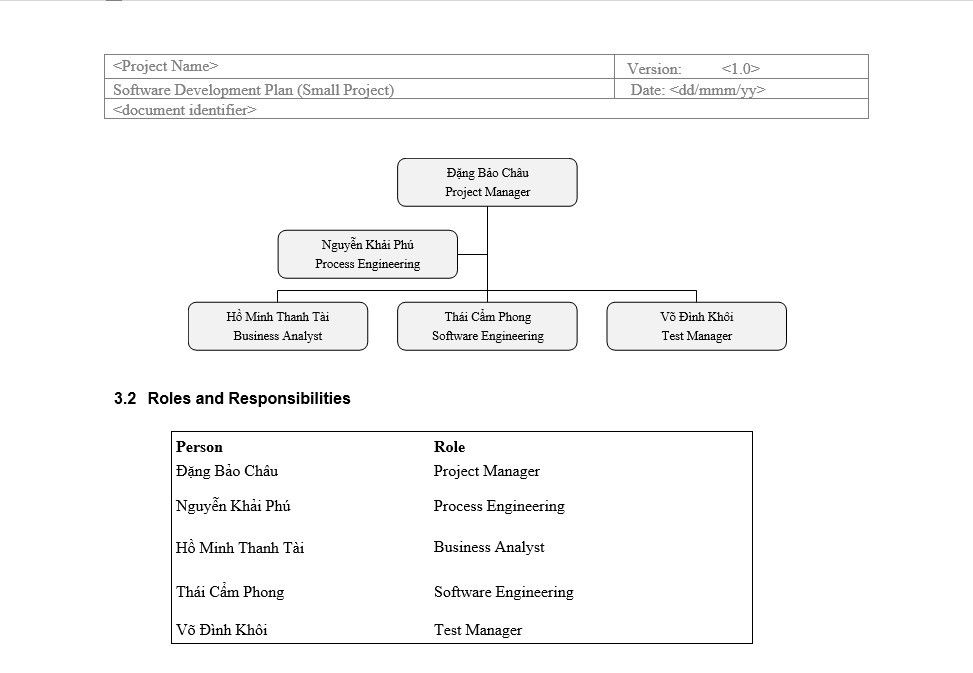 <Project Name>
Version: <1.0>
Software Development Plan (Small Project)
Date: <dd/mmm/yy>
<document identifier>
Đặng Bảo Châu
Project Manager
Nguyễn Khải Phú
Process Engineering
Hồ Minh Thanh Tài
Business Analyst
Thái Cẩm Phong
Software Engineering
Võ Đình Khôi
Test Manager
3.2 Roles and Responsibilities
Person Role
Đặng Bảo Châu Project Manager
Nguyễn Khải Phú Process Engineering
Hồ Minh Thanh Tài Business Analyst
Thái Cẩm Phong Software Engineering
Võ Đình Khôi Test Manager